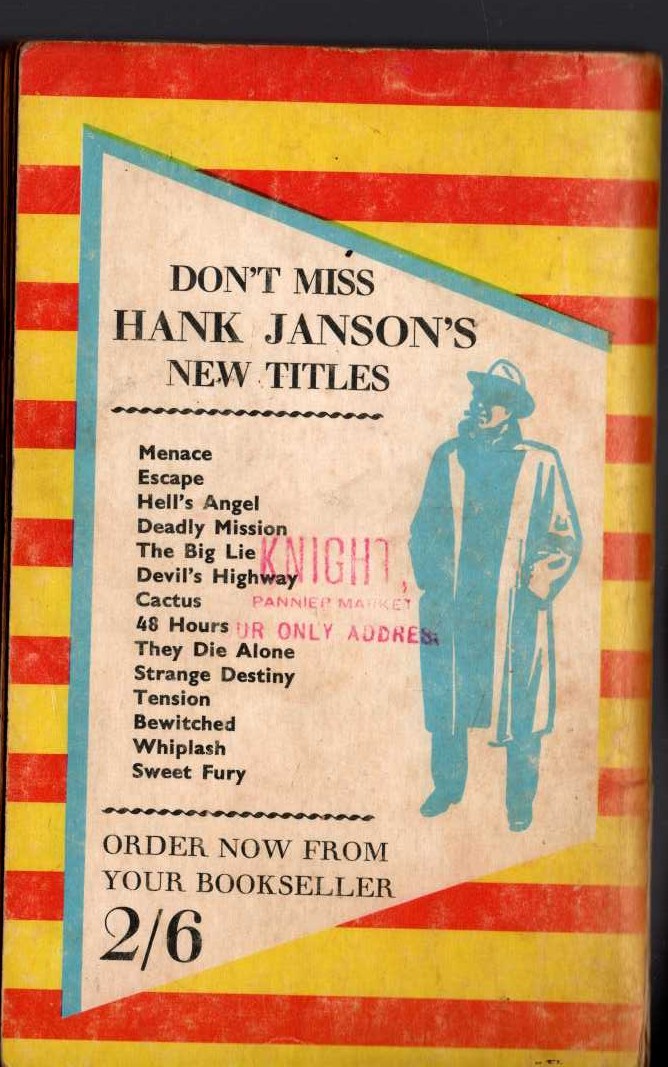 DON'T MISS
HANK JANSON'S
NEW TITLES
Menace
Escape
Hell's Angel
Deadly Mission
The Big Lie
Devil's Highway
Cactus
48 Hours
They Die Alone
Strange Destiny
Tension
Bewitched
Whiplash
Sweet Fury
KNIGHT,
PANNIER MARKET
UR ONLY ADDRES
ORDER NOW FROM
YOUR BOOKSELLER
2/6